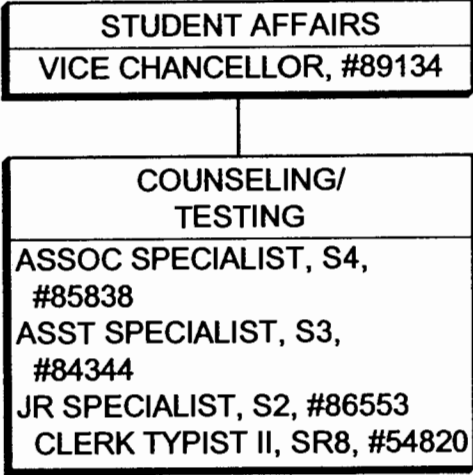 STUDENT AFFAIRS
VICE CHANCELLOR, #89134
COUNSELING/
TESTING
ASSOC SPECIALIST, S4,
#85838
ASST SPECIALIST, S3,
#84344
JR SPECIALIST, S2, #86553
CLERK TYPIST II, SR8, #54820